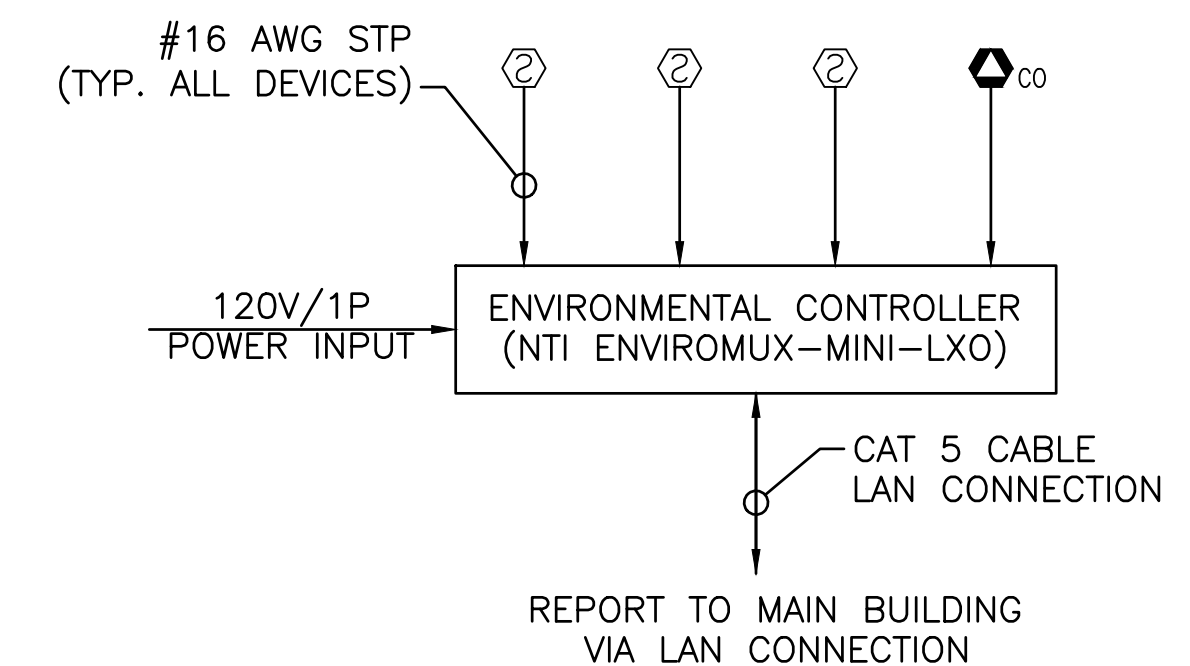 #16 AWG STP
(TYP. ALL DEVICES)
S S S CO
120V/1P
POWER INPUT
ENVIRONMENTAL CONTROLLER
(NTI ENVIROMUX-MINI-LXO)
CAT 5 CABLE
LAN CONNECTION
REPORT TO MAIN BUILDING
VIA LAN CONNECTION